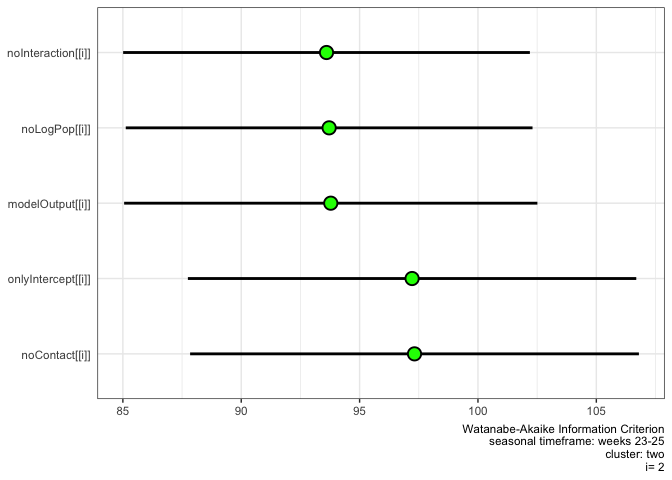 noInteraction[[i]]
noLogPop[[i]]
modelOutput[[i]]
onlyIntercept[[i]]
noContact[[i]]
85 90 95 100 105
Watanabe-Akaike Information Criterion
seasonal timeframe: weeks 23-25
cluster: two
i= 2